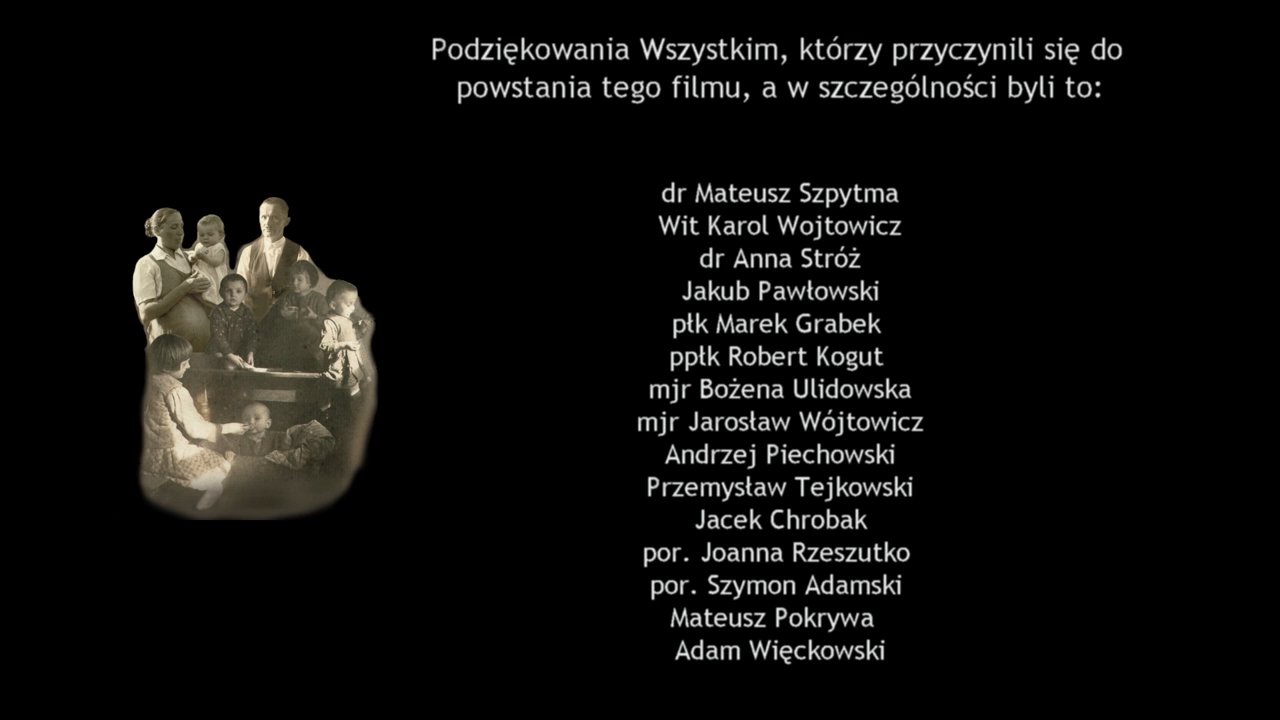 Podziękowania Wszystkim, którzy przyczynili się do
powstania tego filmu, a w szczególności byli to:
dr Mateusz Szpytma
Wit Karol Wojtowicz
dr Anna Stróż
Jakub Pawłowski
płk Marek Grabek
ppłk Robert Kogut
mjr Bożena Ulidowska
mjr Jarosław Wójtowicz
Andrzej Piechowski
Przemysław Tejkowski
Jacek Chrobak
por. Joanna Rzeszutko
por. Szymon Adamski
Mateusz Pokrywa
Adam Więckowski